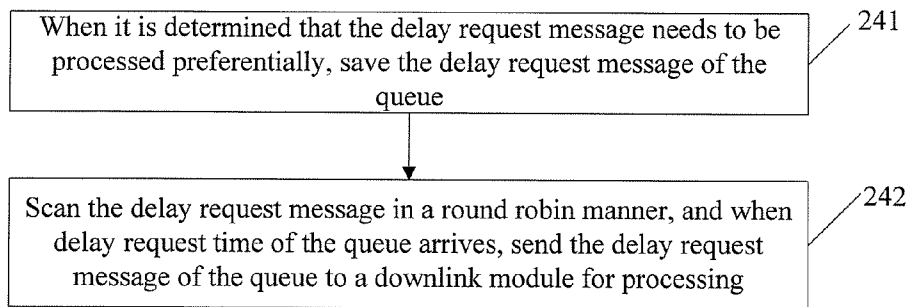 When it is determined that the delay request message needs to be
processed preferentially, save the delay request message of the
queue
241
Scan the delay request message in a round robin manner, and when
delay request time of the queue arrives, send the delay request
message of the queue to a downlink module for processing
242